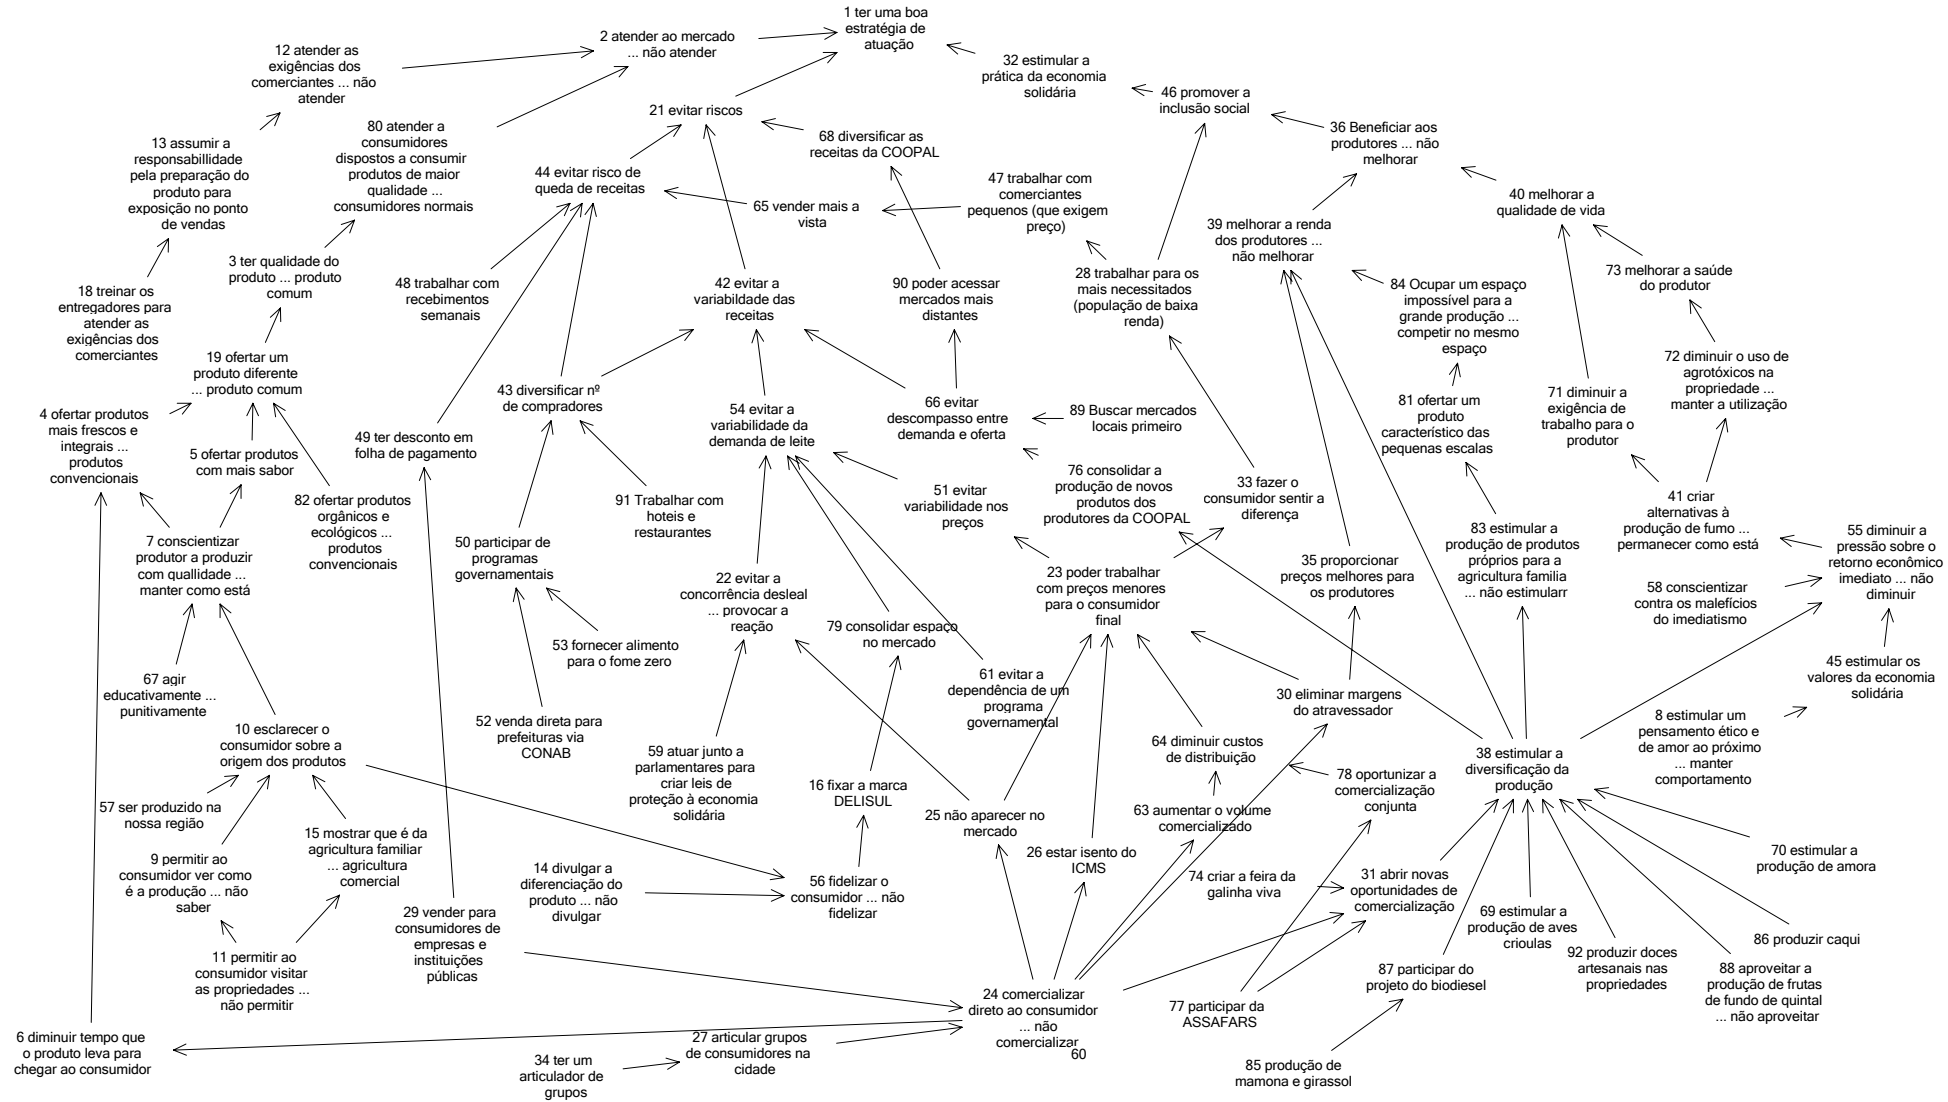 1 ter uma boa
estratégia de
atuação
2 atender ao mercado
... não atender
12 atender as
exigências dos
comerciantes ... não
atender
32 estimular a
prática da economia
solidária
46 promover a
inclusão social
21 evitar riscos
80 atender a
consumidores
dispostos a consumir
produtos de maior
qualidade ...
consumidores normais
68 diversificar as
receitas da COOPAL
36 Beneficiar aos
produtores ... não
melhorar
13 assumir a
responsabillidade
pela preparação do
produto para
exposição no ponto
de vendas
44 evitar risco de
queda de receitas
47 trabalhar com
comerciantes
pequenos (que exigem
preço)
40 melhorar a
qualidade de vida
65 vender mais a
vista
39 melhorar a renda
dos produtores ...
não melhorar
3 ter qualidade do
produto ... produto
comum
18 treinar os
entregadores para
atender as
exigências dos
comerciantes
48 trabalhar com
recebimentos
semanais
42 evitar a
variabildade das
receitas
90 poder acessar
mercados mais
distantes
28 trabalhar para os
mais necessitados
(população de baixa
renda)
84 Ocupar um espaço
impossível para a
grande produção ...
competir no mesmo
espaço
73 melhorar a saúde
do produtor
19 ofertar um
produto diferente
... produto comum
72 diminuir o uso de
agrotóxicos na
propriedade ...
manter a utilização
4 ofertar produtos
mais frescos e
integrais ...
produtos
convencionais
43 diversificar nº
de compradores
54 evitar a
variabilidade da
demanda de leite
66 evitar
descompasso entre
demanda e oferta
89 Buscar mercados
locais primeiro
81 ofertar um
produto
característico das
pequenas escalas
71 diminuir a
exigência de
trabalho para o
produtor
5 ofertar produtos
com mais sabor
49 ter desconto em
folha de pagamento
82 ofertar produtos
orgânicos e
ecológicos ...
produtos
convencionais
91 Trabalhar com
hoteis e
restaurantes
51 evitar
variabilidade nos
preços
76 consolidar a
produção de novos
produtos dos
produtores da COOPAL
33 fazer o
consumidor sentir a
diferença
41 criar
alternativas à
produção de fumo ...
permanecer como está
7 conscientizar
produtor a produzir
com quallidade ...
manter como está
50 participar de
programas
governamentais
22 evitar a
concorrência desleal
... provocar a
reação
23 poder trabalhar
com preços menores
para o consumidor
final
35 proporcionar
preços melhores para
os produtores
83 estimular a
produção de produtos
próprios para a
agricultura familia
... não estimularr
55 diminuir a
pressão sobre o
retorno econômico
imediato ... não
diminuir
58 conscientizar
contra os malefícios
do imediatismo
53 fornecer alimento
para o fome zero
79 consolidar espaço
no mercado
67 agir
educativamente ...
punitivamente
61 evitar a
dependência de um
programa
governamental
30 eliminar margens
do atravessador
45 estimular os
valores da economia
solidária
10 esclarecer o
consumidor sobre a
origem dos produtos
52 venda direta para
prefeituras via
CONAB
59 atuar junto a
parlamentares para
criar leis de
proteção à economia
solidária
64 diminuir custos
de distribuição
38 estimular a
diversificação da
produção
8 estimular um
pensamento ético e
de amor ao próximo
... manter
comportamento
57 ser produzido na
nossa região
16 fixar a marca
DELISUL
25 não aparecer no
mercado
63 aumentar o volume
comercializado
78 oportunizar a
comercialização
conjunta
15 mostrar que é da
agricultura familiar
... agricultura
comercial
9 permitir ao
consumidor ver como
é a produção ... não
saber
14 divulgar a
diferenciação do
produto ... não
divulgar
56 fidelizar o
consumidor ... não
fidelizar
26 estar isento do
ICMS
74 criar a feira da
galinha viva
31 abrir novas
oportunidades de
comercialização
70 estimular a
produção de amora
29 vender para
consumidores de
empresas e
instituições
públicas
69 estimular a
produção de aves
crioulas
86 produzir caqui
11 permitir ao
consumidor visitar
as propriedades ...
não permitir
92 produzir doces
artesanais nas
propriedades
87 participar do
projeto do biodiesel
88 aproveitar a
produção de frutas
de fundo de quintal
... não aproveitar
24 comercializar
direto ao consumidor
... não
comercializar
60
77 participar da
ASSAFARS
6 diminuir tempo que
o produto leva para
chegar ao consumidor
27 articular grupos
de consumidores na
cidade
34 ter um
articulador de
grupos
85 produção de
mamona e girassol